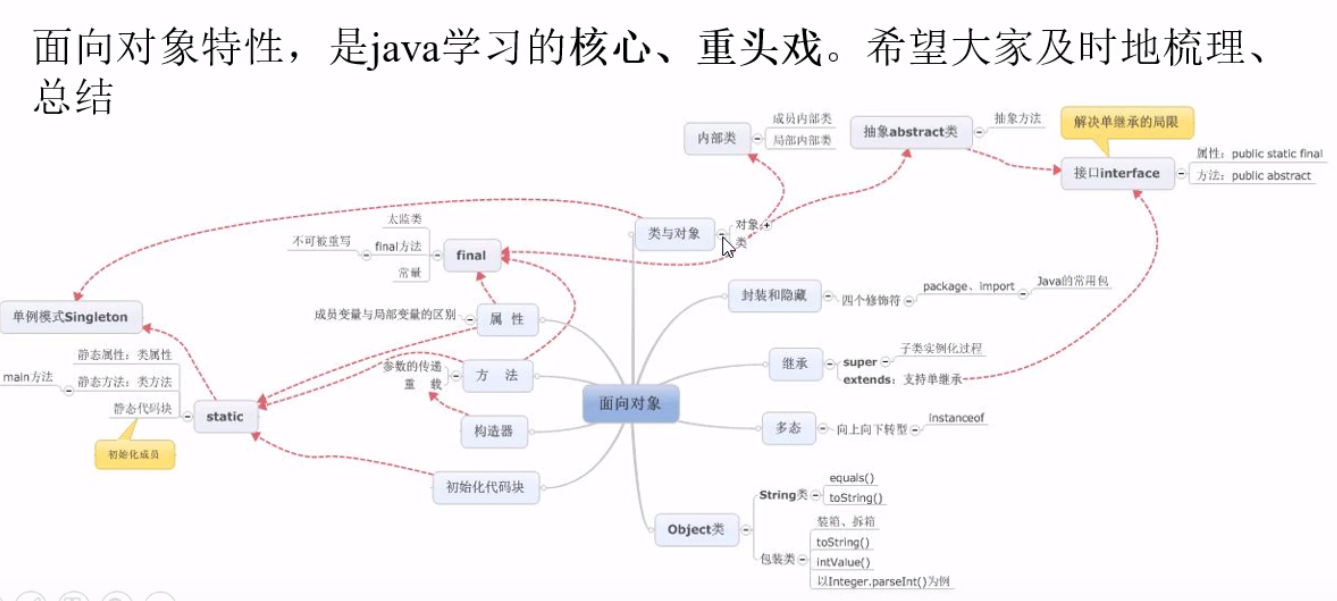 面向对象特性，是java学习的核心、重头戏。希望大家及时地梳理、
总结
内部类
成员内部类
局部内部类
抽象abstract类
抽象方法
解决单继承的局限
接口interface
属性：public static final
方法：public abstract
类与对象
对象
类
太监类
不可被重写
final方法
常量
final
单例模式Singleton
成员变量与局部变量的区别
属 性
封装和隐藏
四个修饰符
package、import
Java的常用包
静态属性：类属性
main方法
静态方法：类方法
静态代码块
初始化成员
static
参数的传递
重 载
方 法
构造器
初始化代码块
面向对象
继承
super
子类实例化过程
extends：支持单继承
多态
向上向下转型
instanceof
Object类
String类
equals()
toString()
包装类
装箱、拆箱
toString()
intValue()
以Integer.parseInt()为例